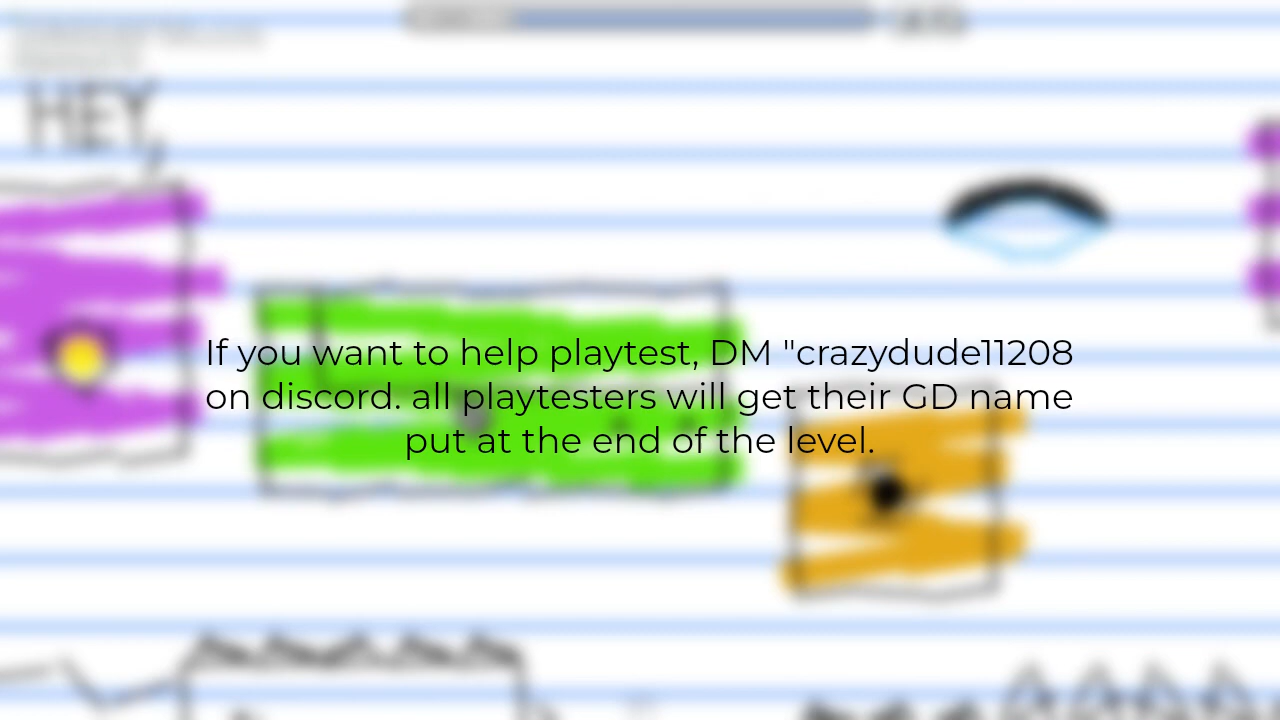 HEY,
If you want to help playtest, DM "crazydude11208
on discord. all playtesters will get their GD name
put at the end of the level.